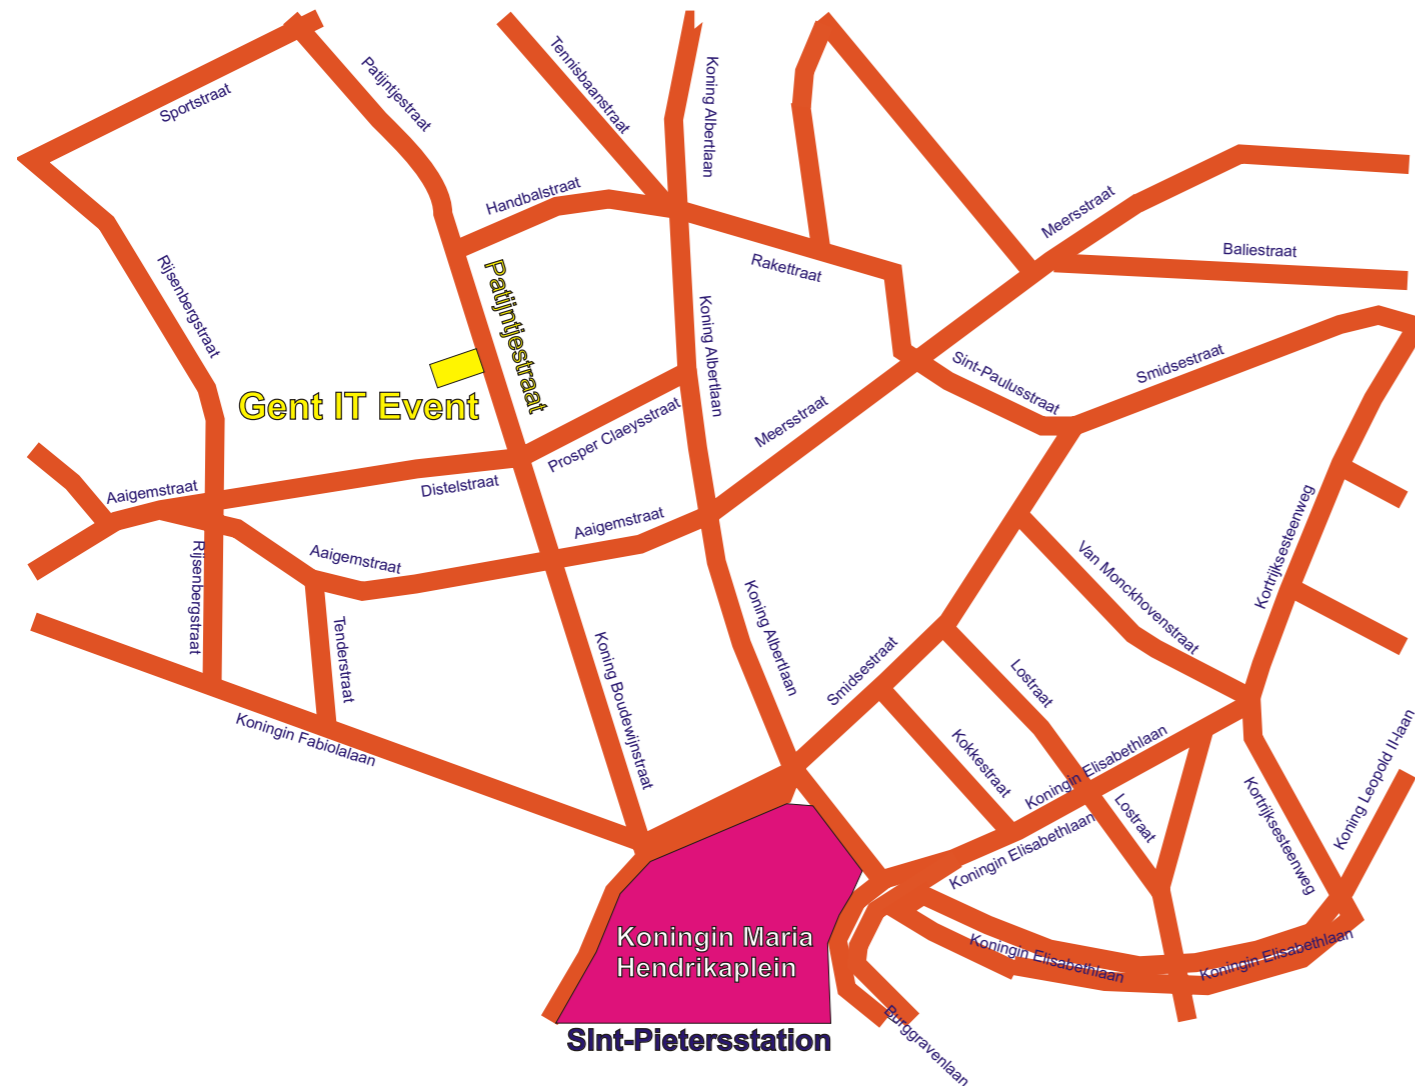 Sportstraat
Patijntjestraat
Tennisbaanstraat
Koning Albertlaan
Handbalstraat
Meersstraat
Baliestraat
Rakettraat
Rijsenbergstraat
Patijntjestraat
Koning Albertlaan
Sint-Paulusstraat
Smidsestraat
Gent IT Event
Prosper Claeysstraat
Meersstraat
Aaigemstraat
Distelstraat
Aaigemstraat
Kortrijksesteenweg
Rijsenbergstraat
Aaigemstraat
Van Monckhovenstraat
Tenderstraat
Koning Albertlaan
Koning Boudewijnstraat
Smidsestraat
Lostraat
Koningin Fabiolalaan
Kokkestraat
Koningin Elisabethlaan
Koning Leopold II-laan
Lostraat
Kortrijksesteenweg
Koningin Elisabethlaan
Koningin Maria
Hendrikaplein
Koningin Elisabethlaan
Koningin Elisabethlaan
SInt-Pietersstation
Burggravenlaan